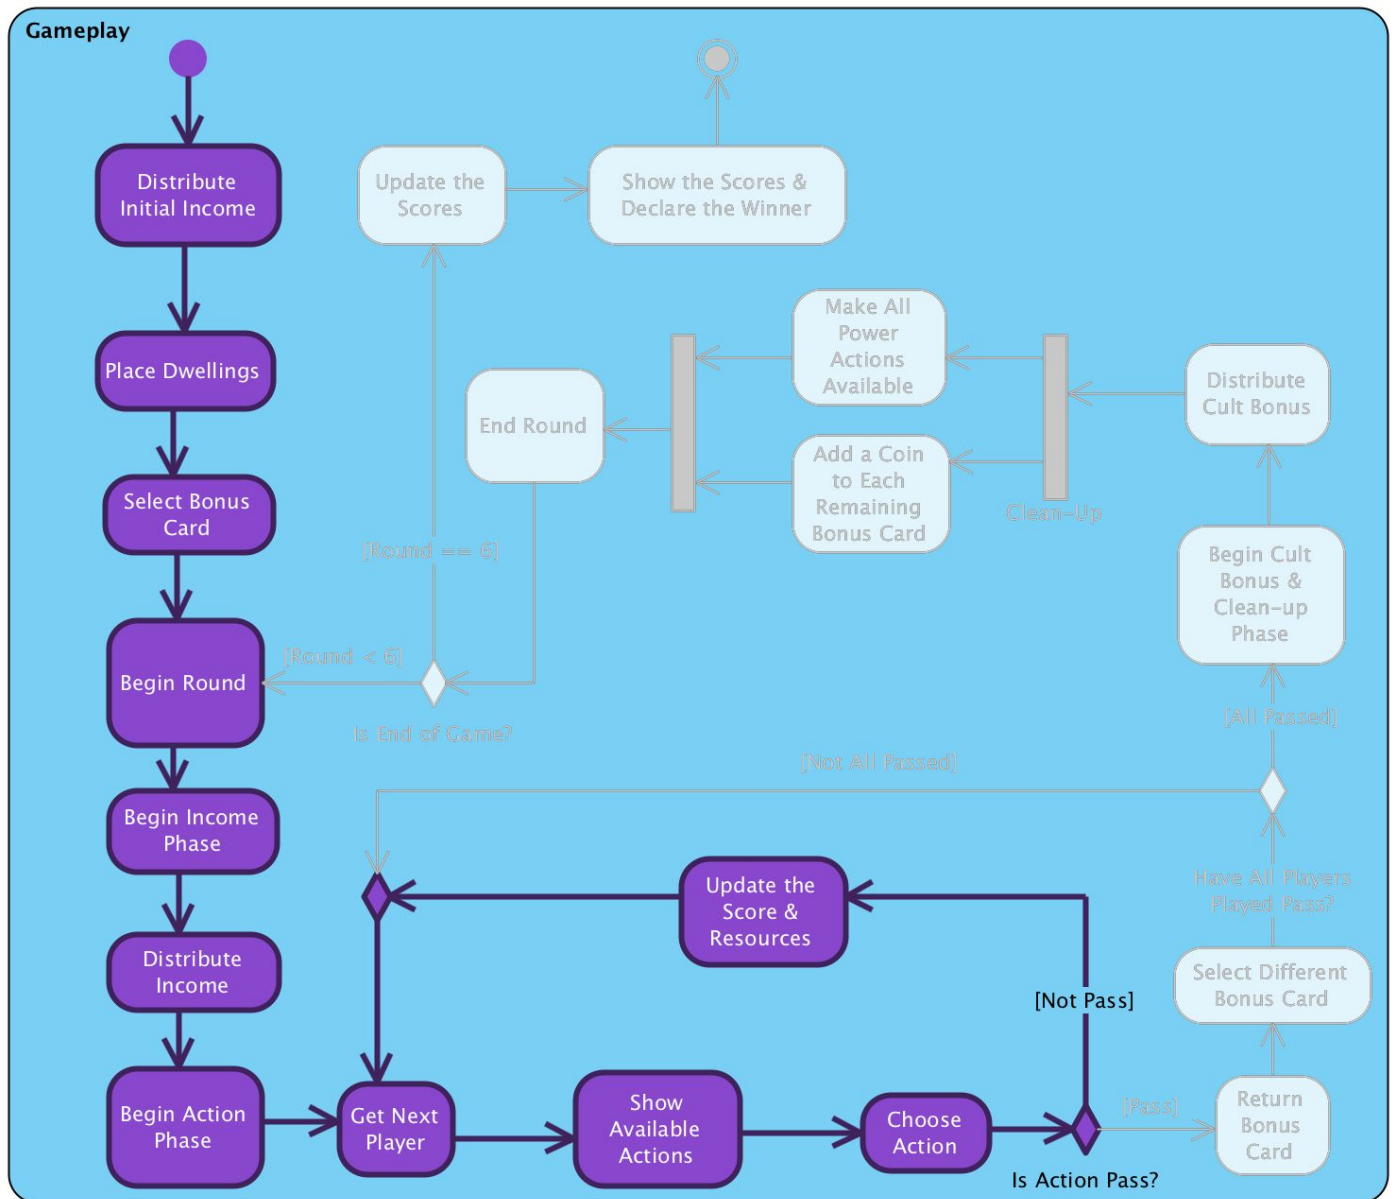 Gameplay
Distribute
Initial Income
Update the
Scores
Show the Scores &
Declare the Winner
Place Dwellings
Make All
Power
Actions
Available
Distribute
Cult Bonus
End Round
Add a Coin
to Each
Remaining
Bonus Card
Clean-Up
Select Bonus
Card
[Round == 6]
Begin Cult
Bonus &
Clean-up
Phase
Begin Round
[Round < 6]
Is End of Game?
[All Passed]
[Not All Passed]
Begin Income
Phase
Update the
Score &
Resources
Have All Players
Played Pass?
Distribute
Income
[Not Pass]
Select Different
Bonus Card
Begin Action
Phase
Get Next
Player
Show
Available
Actions
Choose
Action
[Pass]
Return
Bonus
Card
Is Action Pass?